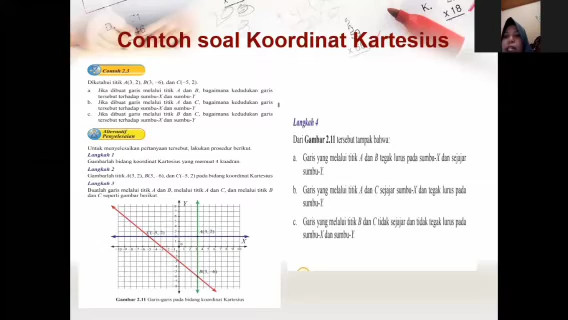 Contoh soal Koordinat Kartesius
Contoh 2.3
Diketahui titik A(3, 2), B(3, −6), dan C(−5, 2).
a. Jika dibuat garis melalui titik A dan B, bagaimana kedudukan garis
tersebut terhadap sumbu-X dan sumbu-Y
b. Jika dibuat garis melalui titik A dan C, bagaimana kedudukan garis
tersebut terhadap sumbu-X dan sumbu-Y
c. Jika dibuat garis melalui titik B dan C, bagaimana kedudukan garis
tersebut terhadap sumbu-X dan sumbu-Y
Alternatif
Penyelesaian
Untuk menyelesaikan pertanyaan tersebut, lakukan prosedur berikut.
Langkah 1
Gambarlah bidang koordinat Kartesius yang memuat 4 kuadran.
Langkah 2
Gambarlah titik A(3, 2), B(3, −6), dan C(−5, 2) pada bidang koordinat Kartesius
Langkah 3
Buatlah garis melalui titik A dan B, melalui titik A dan C, dan melalui titik B
dan C seperti gambar berikut.
Y
C(−5, 2)
A(3, 2)
X
B(3, −6)
Gambar 2.11 Garis-garis pada bidang koordinat Kartesius
Langkah 4
Dari Gambar 2.11 tersebut tampak bahwa:
a. Garis yang melalui titik A dan B tegak lurus pada sumbu-X dan sejajar
sumbu-Y.
b. Garis yang melalui titik A dan C sejajar sumbu-X dan tegak lurus pada
sumbu-Y.
c. Garis yang melalui titik B dan C tidak sejajar dan tidak tegak lurus pada
sumbu-X dan sumbu-Y.
K.
× 18